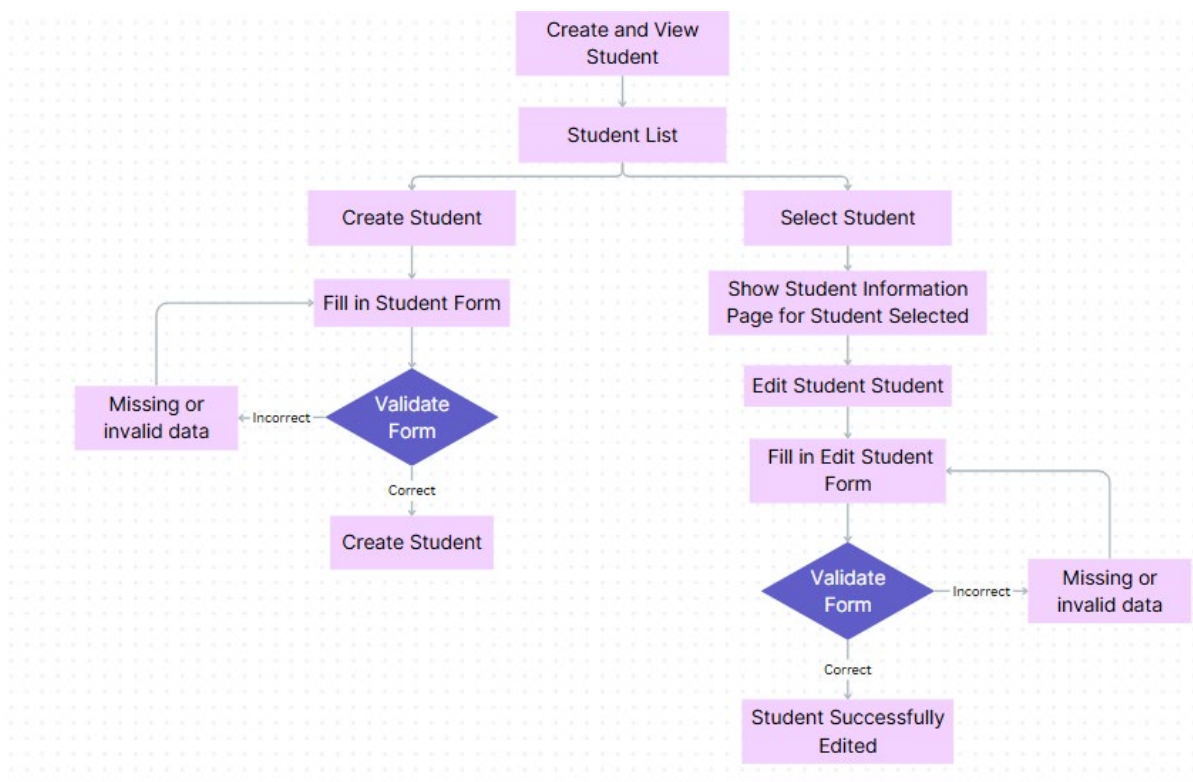 Create and View
Student
Student List
Create Student
Select Student
Fill in Student Form
Show Student Information
Page for Student Selected
Edit Student Student
Missing or
invalid data
Incorrect
Validate
Form
Fill in Edit Student
Form
Correct
Create Student
Validate
Form
Incorrect
Missing or
invalid data
Correct
Student Successfully
Edited